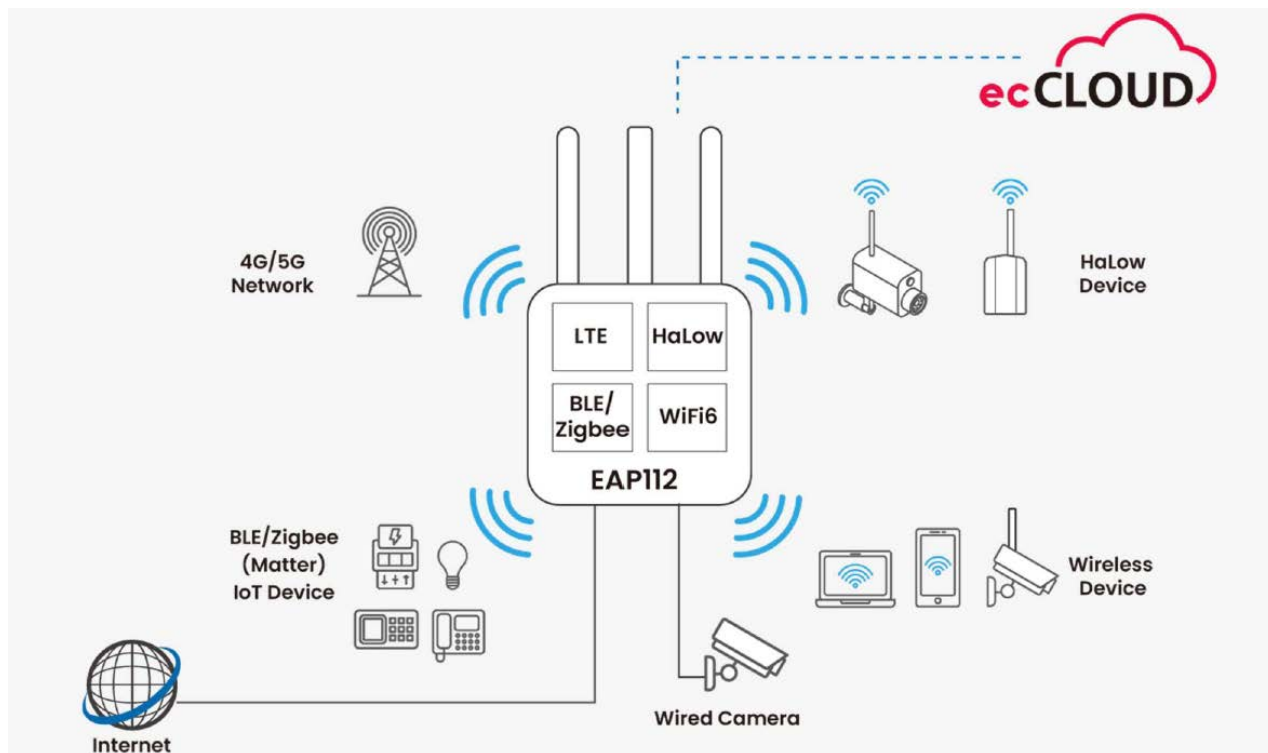 ecCLOUD
4G/5G
Network
HaLow
Device
LTE
HaLow
BLE/
Zigbee
WiFi6
EAP112
BLE/Zigbee
(Matter)
IoT Device
Wireless
Device
Wired Camera
Internet